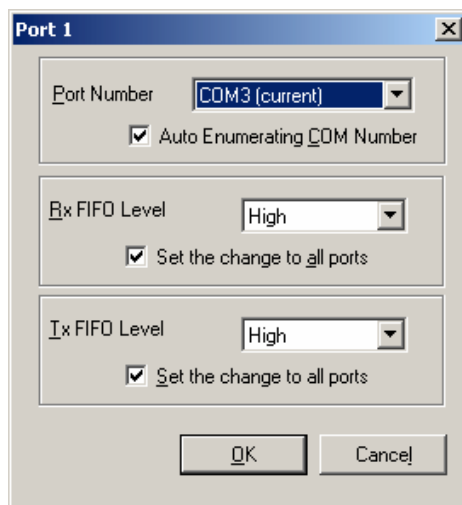 Port 1
Port Number COM3 (current)
Auto Enumerating COM Number
Rx FIFO Level High
Set the change to all ports
Tx FIFO Level High
Set the change to all ports
OK Cancel